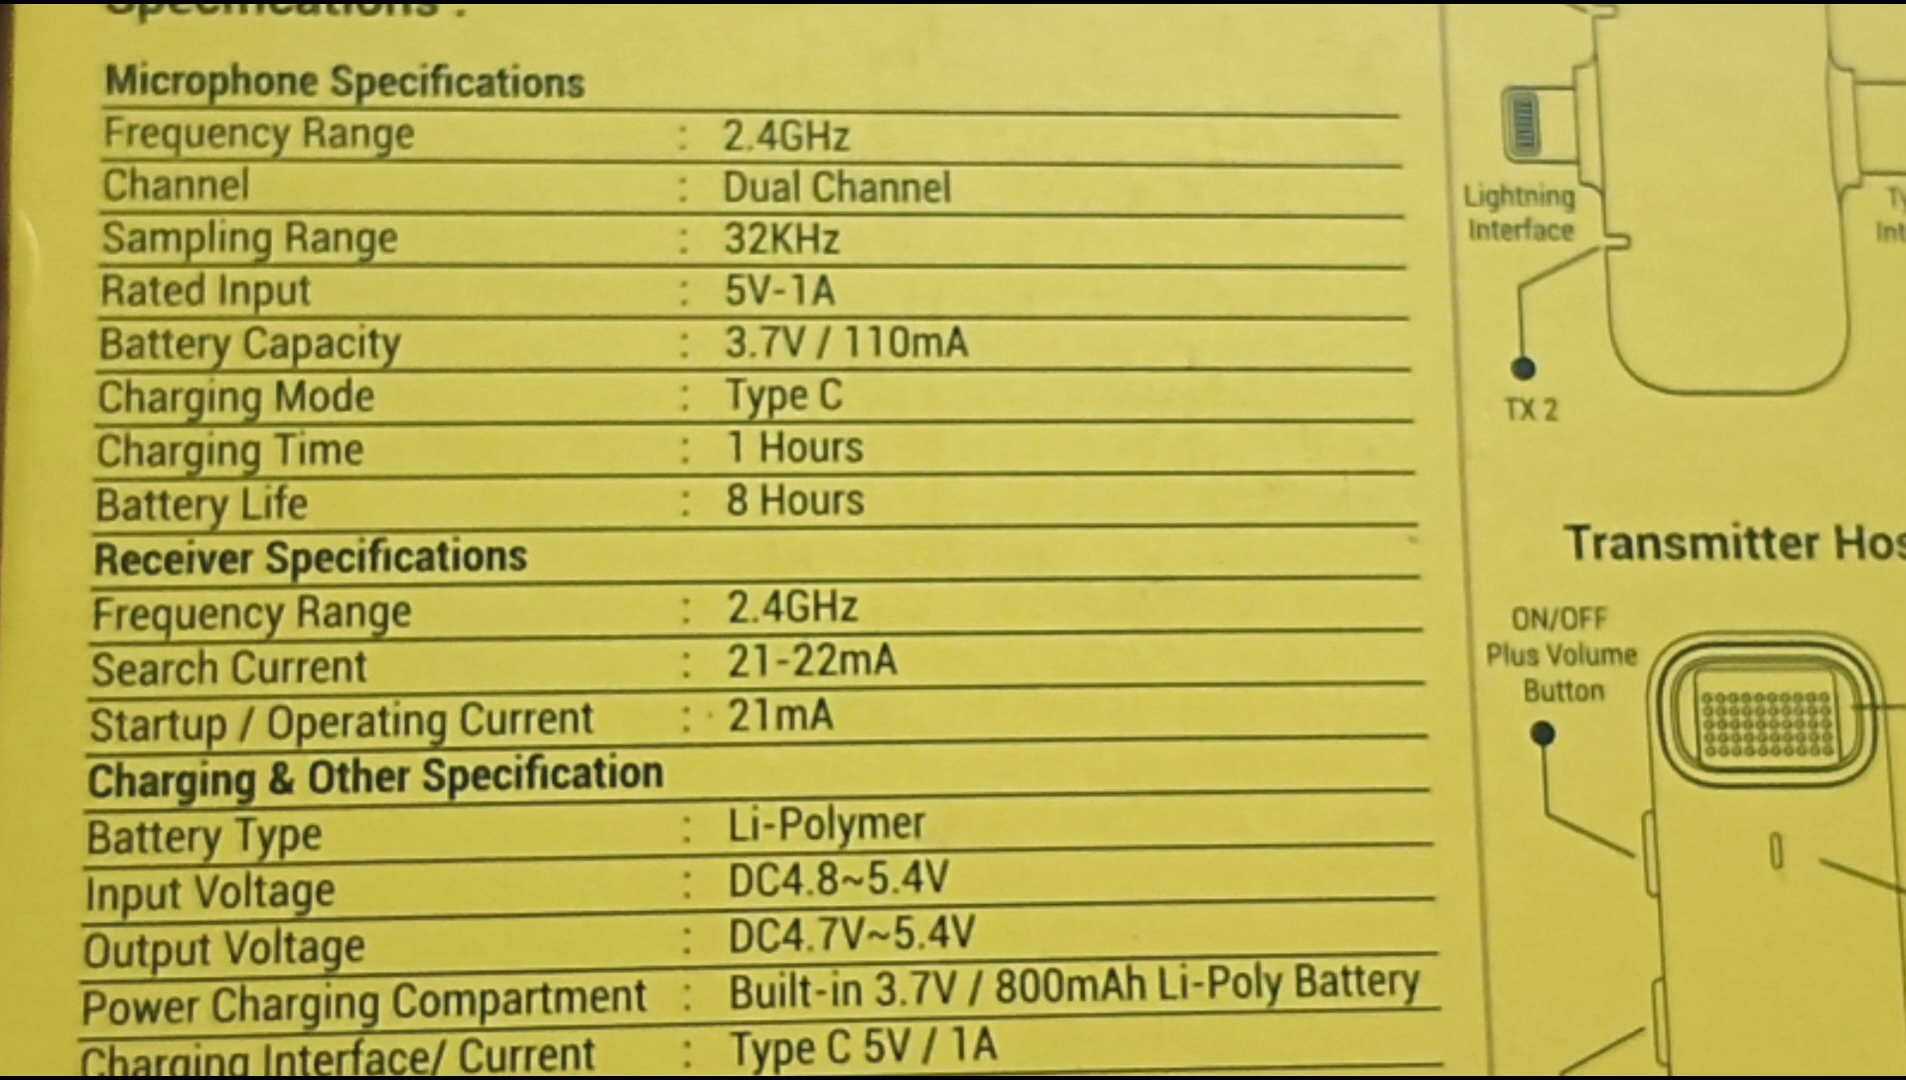 Specifications :
Microphone Specifications
Frequency Range : 2.4GHz
Channel : Dual Channel
Sampling Range : 32KHz
Rated Input : 5V-1A
Battery Capacity : 3.7V / 110mA
Charging Mode : Type C
Charging Time : 1 Hours
Battery Life : 8 Hours
Receiver Specifications
Frequency Range : 2.4GHz
Search Current : 21-22mA
Startup / Operating Current : 21mA
Charging & Other Specification
Battery Type : Li-Polymer
Input Voltage : DC4.8~5.4V
Output Voltage : DC4.7V~5.4V
Power Charging Compartment : Built-in 3.7V / 800mAh Li-Poly Battery
Charging Interface/ Current : Type C 5V / 1A
Lightning
Interface
TX 2
Transmitter
ON/OFF
Plus Volume
Button